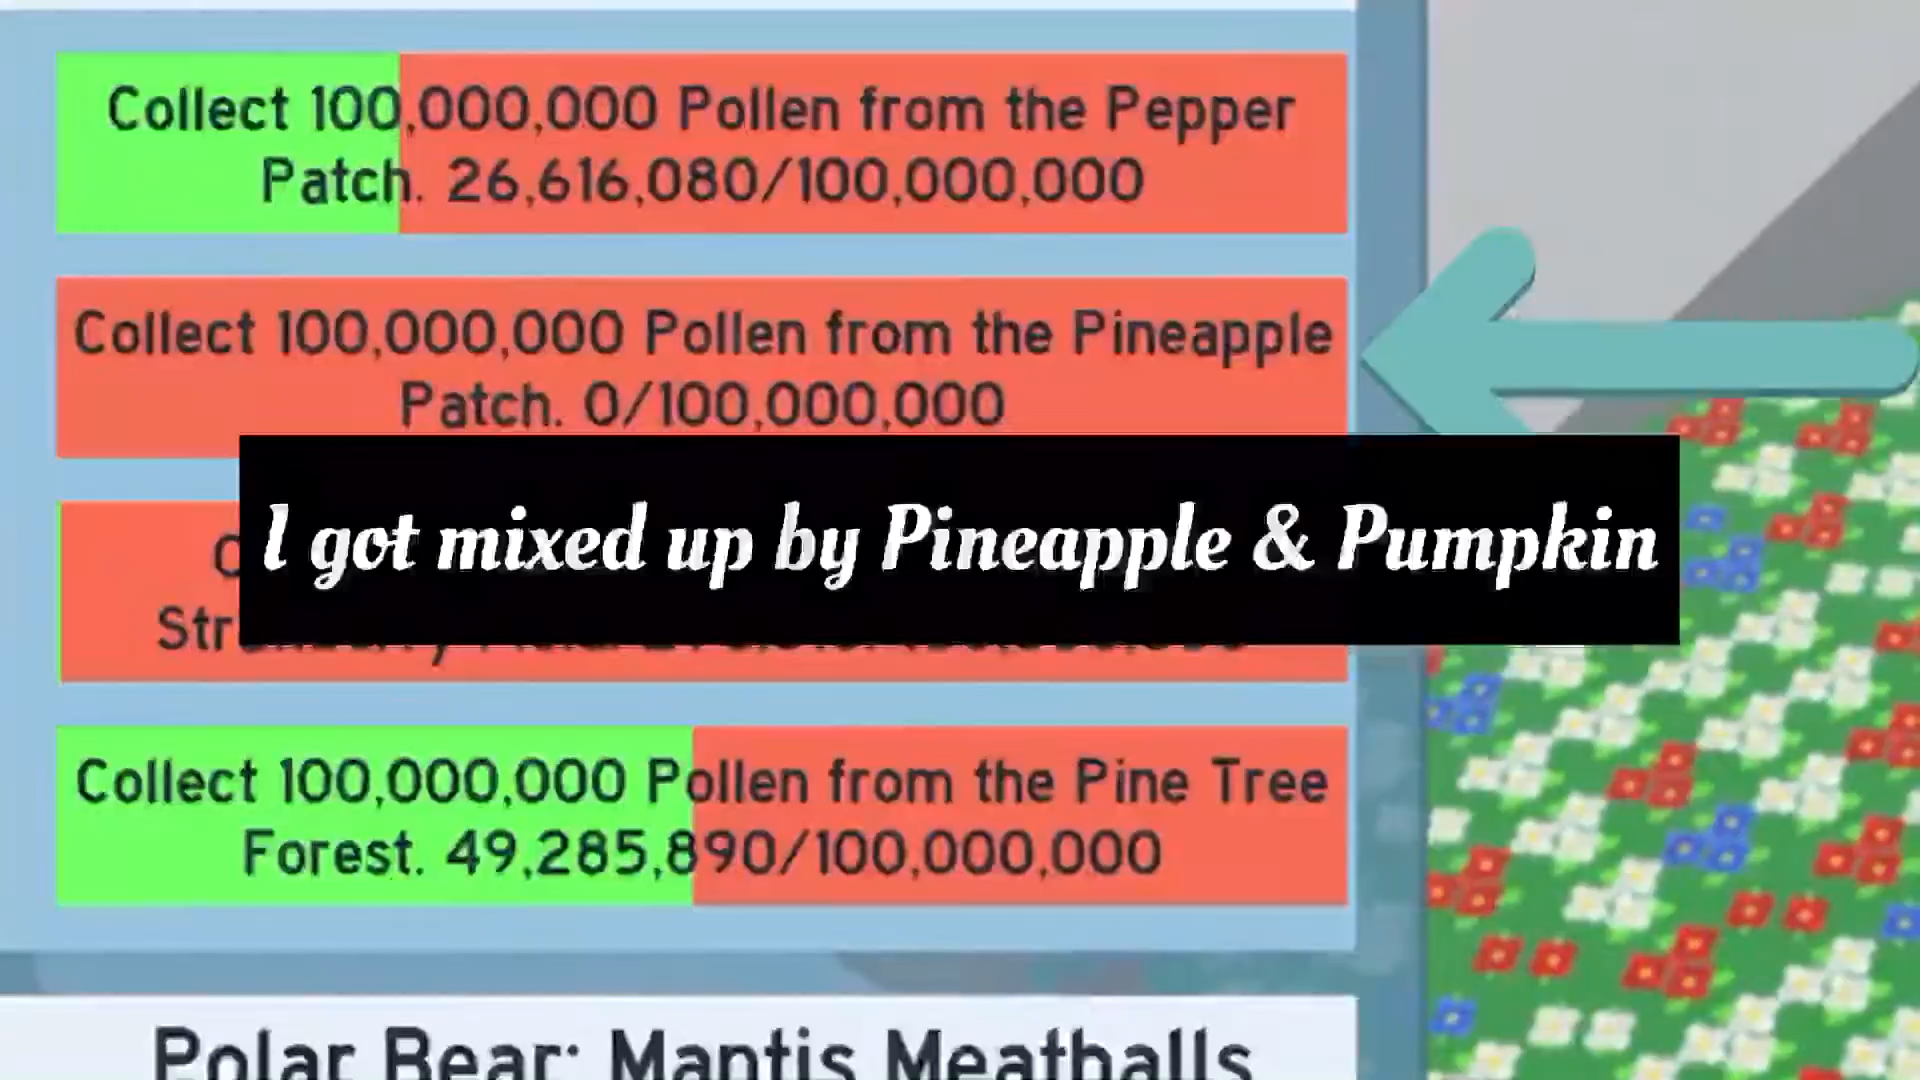 Collect 100,000,000 Pollen from the Pepper
Patch. 26,616,080/100,000,000
Collect 100,000,000 Pollen from the Pineapple
Patch. 0/100,000,000
I got mixed up by Pineapple & Pumpkin
Collect 100,000,000 Pollen from the Pine Tree
Forest. 49,285,890/100,000,000
Polar Bear: Mantis Meatballs